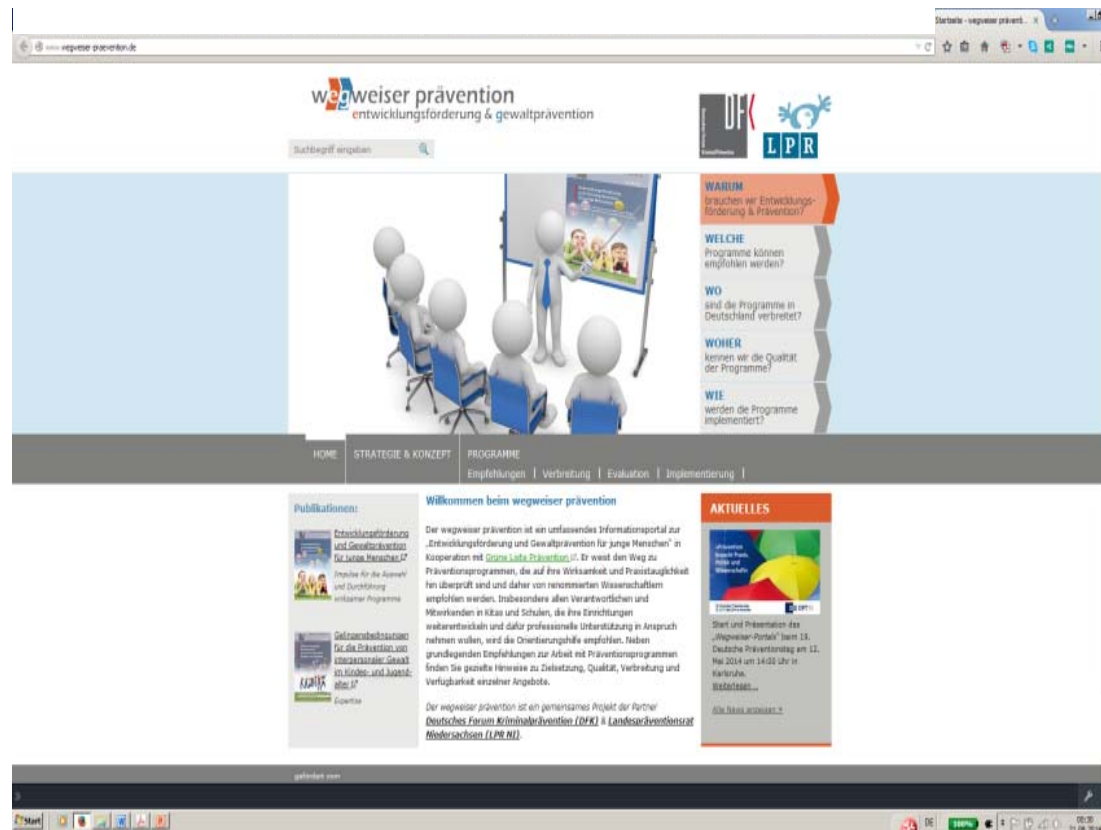 Startseite - wegweiser prävent...
www.wegweiser-praevention.de
wegweiser prävention
entwicklungsförderung & gewaltprävention
Suchbegriff eingeben
DFK
LPR
WARUM
brauchen wir Entwicklungs-
förderung & Prävention?
WELCHE
Programme können
empfohlen werden?
WO
sind die Programme in
Deutschland verbreitet?
WOHER
kennen wir die Qualität
der Programme?
WIE
werden die Programme
implementiert?
HOME STRATEGIE & KONZEPT PROGRAMME
Empfehlungen | Verbreitung | Evaluation | Implementierung |
Publikationen:
Entwicklungsförderung
und Gewaltprävention
für junge Menschen
Impulse für die Auswahl
und Durchführung
wirksamer Programme
Gelingensbedingungen
für die Prävention von
interpersonaler Gewalt
im Kindes- und Jugend-
alter
Expertise
Willkommen beim wegweiser prävention
Der wegweiser prävention ist ein umfassendes Informationsportal zur
„Entwicklungsförderung und Gewaltprävention für junge Menschen" in
Kooperation mit Grüne Liste Prävention. Er weist den Weg zu
Präventionsprogrammen, die auf ihre Wirksamkeit und Praxistauglichkeit
hin überprüft sind und daher von renommierten Wissenschaftlern
empfohlen werden. Insbesondere allen Verantwortlichen und
Mitwirkenden in Kitas und Schulen, die ihre Einrichtungen
weiterentwickeln und dafür professionelle Unterstützung in Anspruch
nehmen wollen, wird die Orientierungshilfe empfohlen. Neben
grundlegenden Empfehlungen zur Arbeit mit Präventionsprogrammen
finden Sie gezielte Hinweise zu Zielsetzung, Qualität, Verbreitung und
Verfügbarkeit einzelner Angebote.
Der wegweiser prävention ist ein gemeinsames Projekt der Partner
Deutsches Forum Kriminalprävention (DFK) & Landespräventionsrat
Niedersachsen (LPR NI).
AKTUELLES
Prävention
braucht Praxis,
Politik und
Wissenschaft
Start und Präsentation des
„Wegweiser-Portals" beim 19.
Deutsche Präventionstag am 12.
Mai 2014 um 14:00 Uhr in
Karlsruhe.
Weiterlesen ...
Alle News anzeigen »
gefördert vom
Start
DE
100%